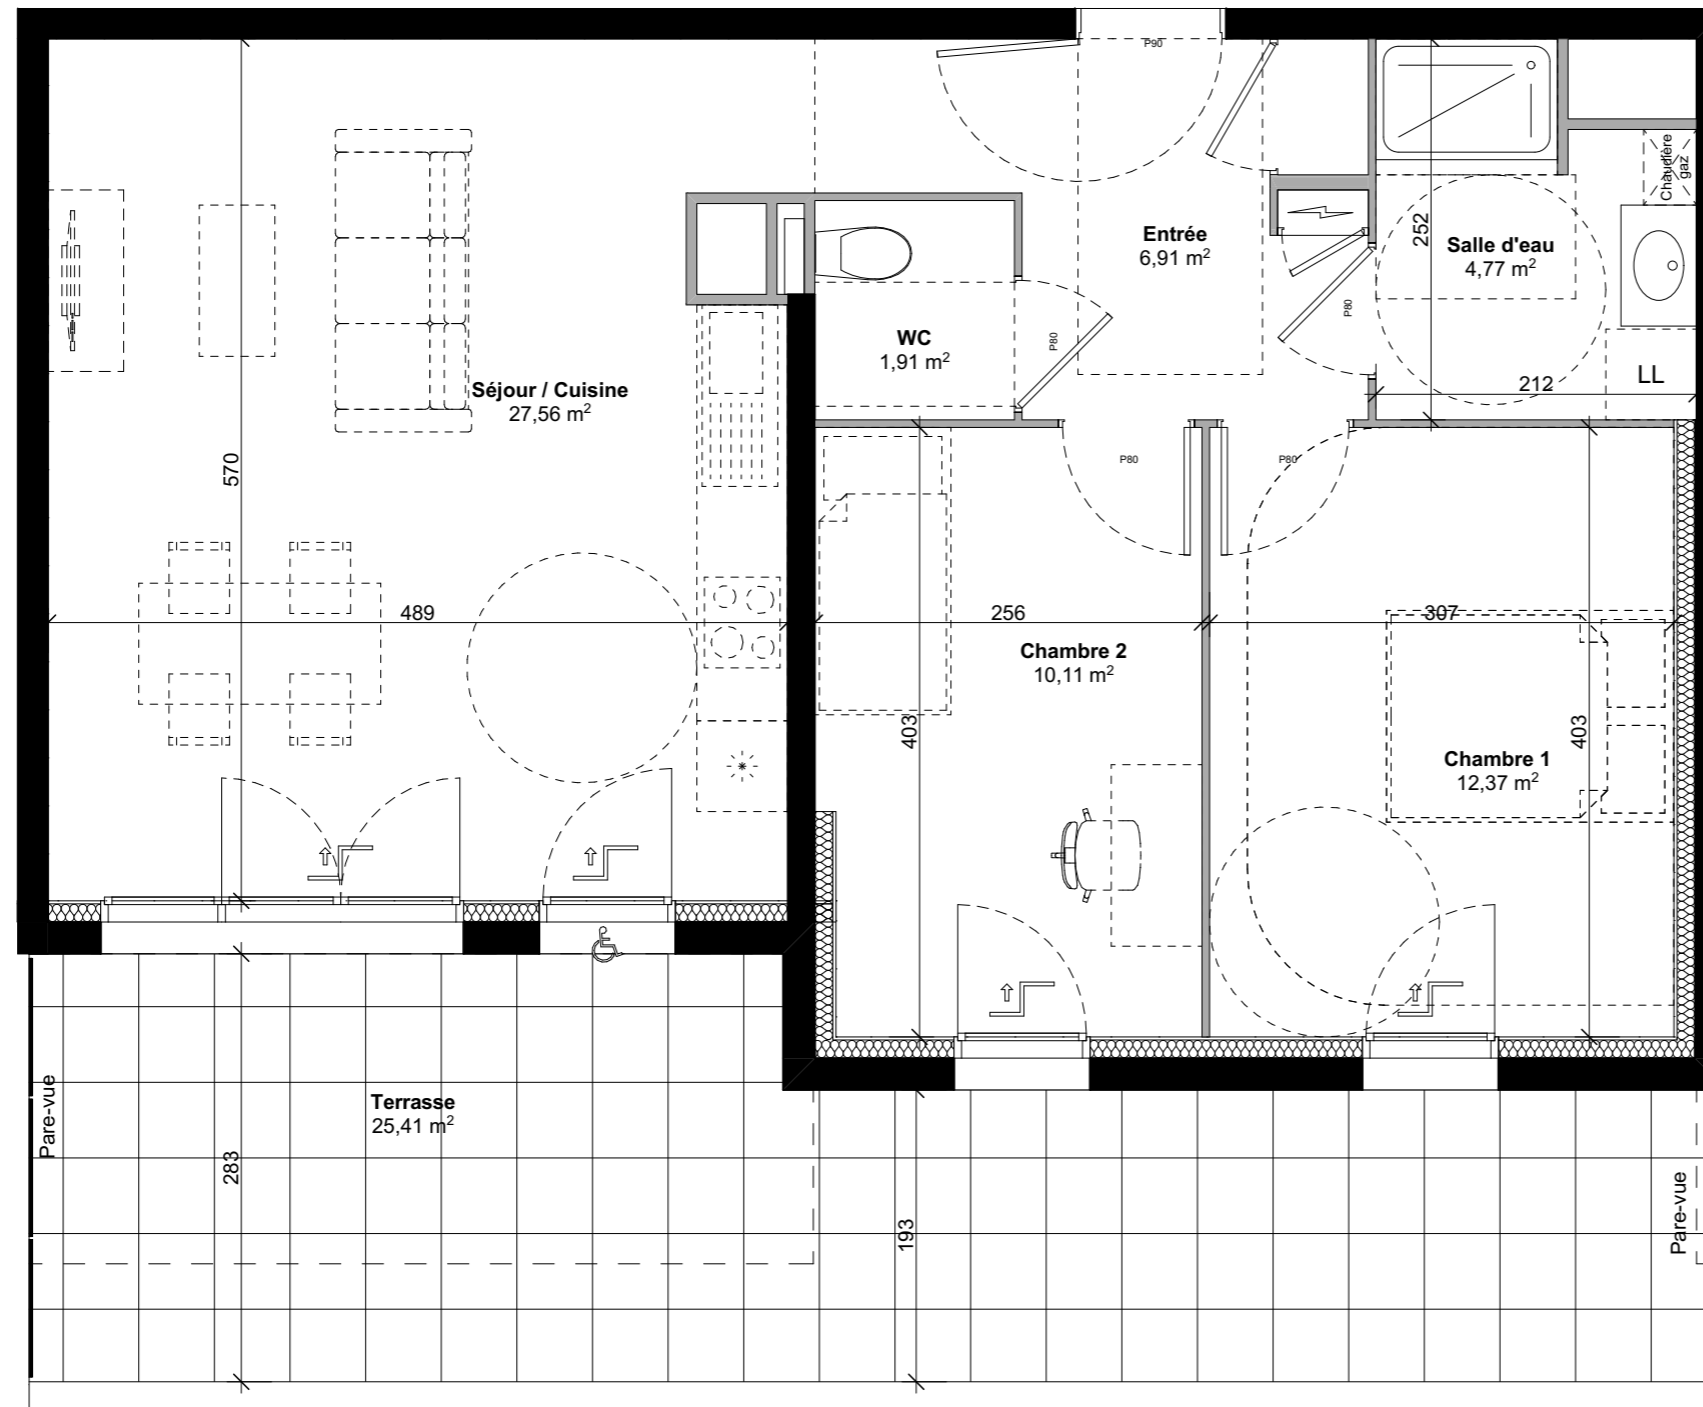 P90
Chaudière
gaz
Entrée
6,91 m²
252
Salle d'eau
4,77 m²
P80
WC
1,91 m²
P80
LL
212
Séjour / Cuisine
27,56 m²
570
P80
P80
489
256
307
Chambre 2
10,11 m²
403
403
Chambre 1
12,37 m²
Terrasse
25,41 m²
Pare-vue
283
193
Pare-vue